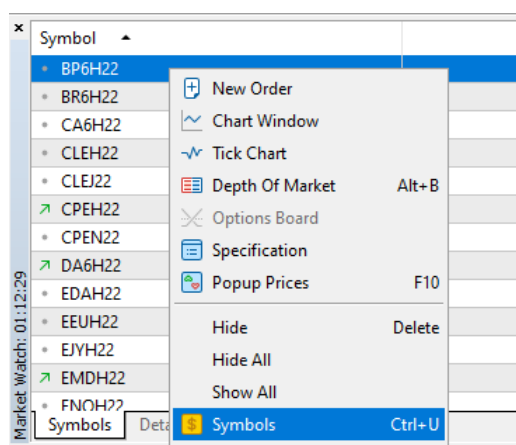 Symbol
BP6H22
BR6H22
CA6H22
CLEH22
CLEJ22
CPEH22
CPEN22
DA6H22
EDAH22
EEUH22
EJYH22
EMDH22
ENQH22
Symbols Deta
Market Watch: 01:12:29
New Order
Chart Window
Tick Chart
Depth Of Market Alt+B
Options Board
Specification
Popup Prices F10
Hide Delete
Hide All
Show All
Symbols Ctrl+U